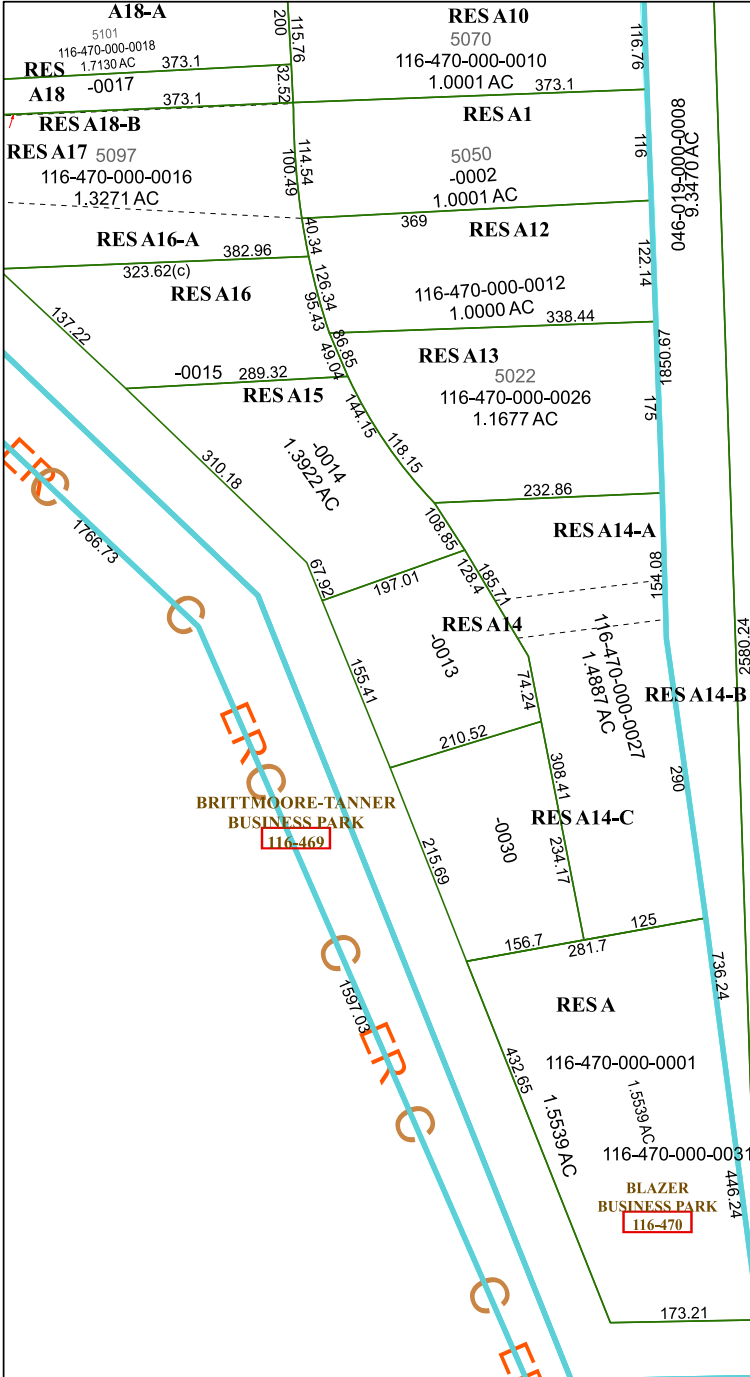 A18-A
5101
116-470-000-0018
RES 1.7130 AC 373.1
A18 -0017
373.1
200
115.76
32.52
RES A10
5070
116-470-000-0010
1.0001 AC 373.1
116.76
RES A18-B
RES A17 5097
116-470-000-0016
1.3271 AC
114.54
100.49
RES A1
5050
-0002
1.0001 AC
116
046-019-000-0008
9.3470 AC
369
RES A12
40.34
RES A16-A
382.96
323.62(c)
RES A16
126.34
95.43
116-470-000-0012
1.0000 AC
338.44
122.14
1850.67
137.22
86.85
49.04
RES A13
5022
116-470-000-0026
1.1677 AC
175
-0015 289.32
RES A15
144.15
118.15
-0014
1.3922 AC
310.18
232.86
ER
C
1766.73
108.85
RES A14-A
67.92
197.01
128.4
185.71
154.08
C
RES A14
-0013
116-470-000-0027
1.4887 AC
2580.24
155.41
74.24
RES A14-B
ER
C
210.52
308.41
290
BRITTMOORE-TANNER
BUSINESS PARK
116-469
RES A14-C
-0030
234.17
215.69
125
156.7
281.7
C
736.24
1597.03
RES A
ER
116-470-000-0001
432.65
1.5539 AC
1.5539 AC
C
116-470-000-0031
446.24
BLAZER
BUSINESS PARK
116-470
C
173.21
ER